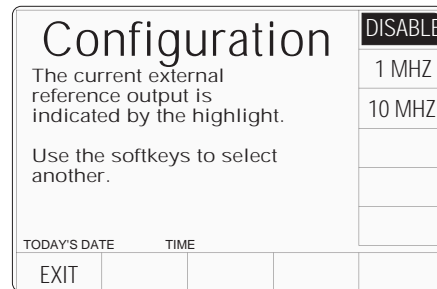 Configuration
The current external
reference output is
indicated by the highlight.
Use the softkeys to select
another.
TODAY'S DATE TIME
EXIT
DISABLE
1 MHZ
10 MHZ